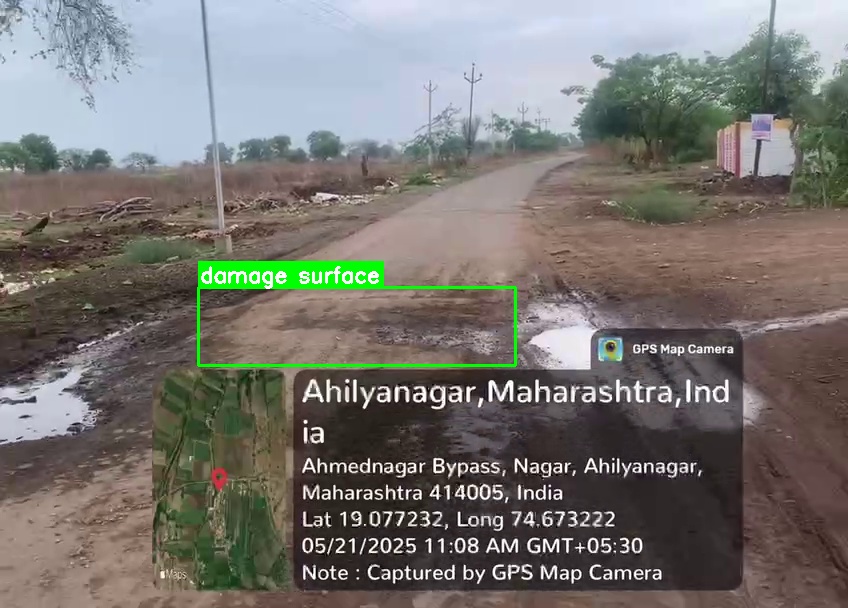 damage surface
GPS Map Camera
Ahilyanagar,Maharashtra,Ind
ia
Ahmednagar Bypass, Nagar, Ahilyanagar,
Maharashtra 414005, India
Lat 19.077232, Long 74.673222
05/21/2025 11:08 AM GMT+05:30
Note : Captured by GPS Map Camera
Maps